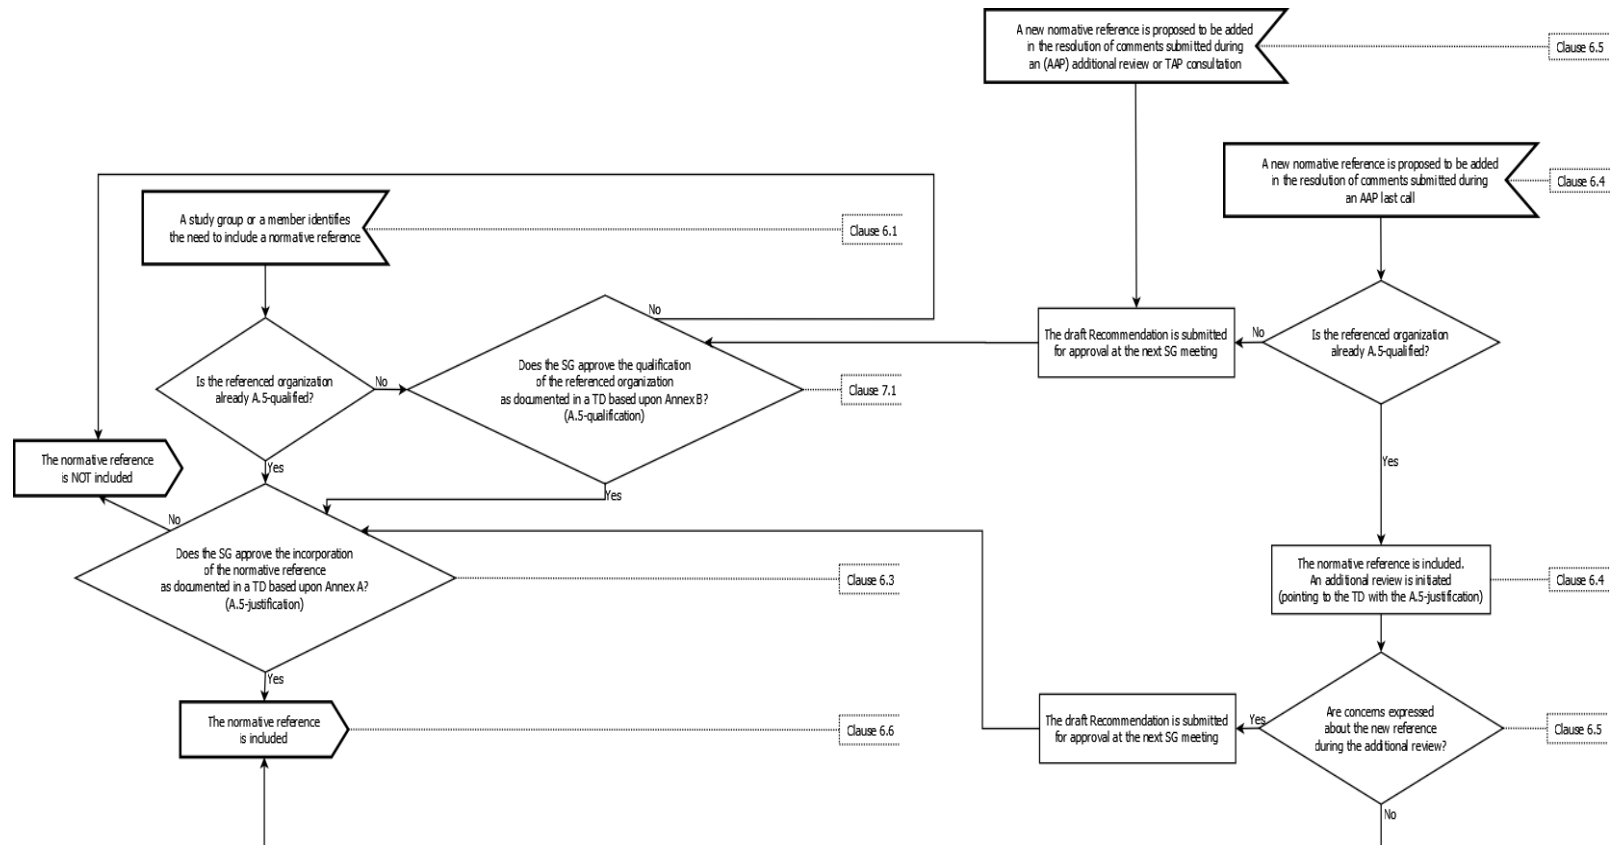 A new normative reference is proposed to be added
in the resolution of comments submitted during
an (AAP) additional review or TAP consultation
Clause 6.5
A new normative reference is proposed to be added
in the resolution of comments submitted during
an AAP last call
Clause 6.4
A study group or a member identifies
the need to include a normative reference
Clause 6.1
No
Does the SG approve the qualification
of the referenced organization
as documented in a TD based upon Annex B?
(A.5-qualification)
Clause 7.1
The draft Recommendation is submitted
for approval at the next SG meeting
No
Is the referenced organization
already A.5-qualified?
Is the referenced organization
already A.5-qualified?
No
The normative reference
is NOT included
Yes
Yes
Yes
No
Does the SG approve the incorporation
of the normative reference
as documented in a TD based upon Annex A?
(A.5-justification)
Clause 6.3
The normative reference is included.
An additional review is initiated
(pointing to the TD with the A.5-justification)
Clause 6.4
Yes
The normative reference
is included
Clause 6.6
The draft Recommendation is submitted
for approval at the next SG meeting
Yes
Are concerns expressed
about the new reference
during the additional review?
Clause 6.5
No